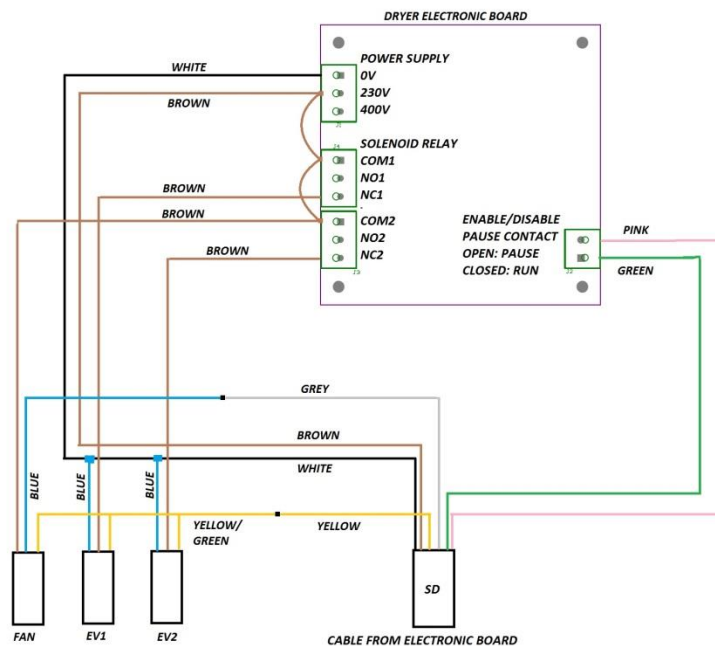 DRYER ELECTRONIC BOARD
POWER SUPPLY
WHITE
0V
BROWN
230V
400V
J1
SOLENOID RELAY
COM1
NO1
BROWN
NC1
BROWN
COM2
NO2
BROWN
NC2
ENABLE/DISABLE
PAUSE CONTACT
OPEN: PAUSE
CLOSED: RUN
PINK
GREEN
GREY
BROWN
WHITE
BLUE
BLUE
BLUE
YELLOW/
GREEN
YELLOW
SD
FAN
EV1
EV2
CABLE FROM ELECTRONIC BOARD